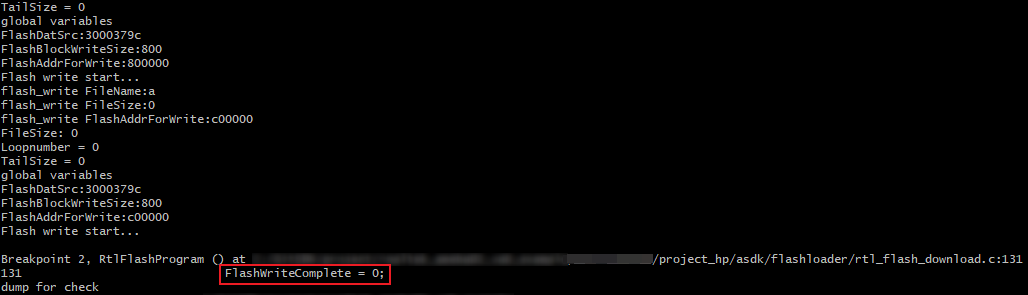 TailSize = 0
global variables
FlashDatSrc:3000379c
FlashBlockWriteSize:800
FlashAddrForWrite:800000
Flash write start...
flash_write FileName:a
flash_write FileSize:0
flash_write FlashAddrForWrite:c00000
FileSize: 0
Loopnumber = 0
TailSize = 0
global variables
FlashDatSrc:3000379c
FlashBlockWriteSize:800
FlashAddrForWrite:c00000
Flash write start...
Breakpoint 2, RtlFlashProgram () at /project_hp/asdk/flashloader/rtl_flash_download.c:131
131 FlashWriteComplete = 0;
dump for check